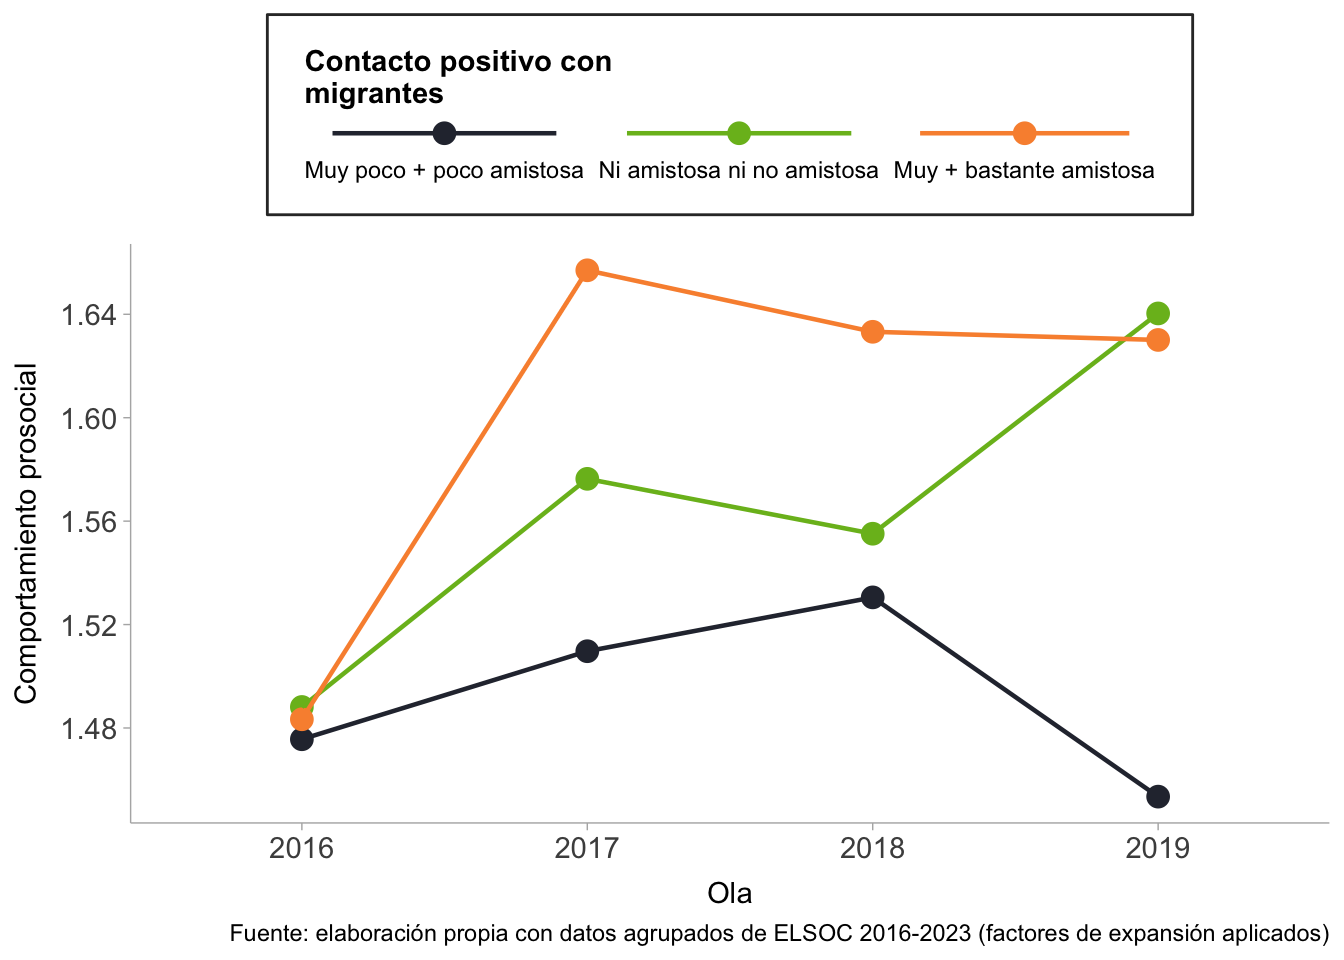 Contacto positivo con
migrantes
Muy poco + poco amistosa Ni amistosa ni no amistosa Muy + bastante amistosa
1.64
1.60
1.56
1.52
1.48
Comportamiento prosocial
2016 2017 2018 2019
Ola
Fuente: elaboración propia con datos agrupados de ELSOC 2016-2023 (factores de expansión aplicados)